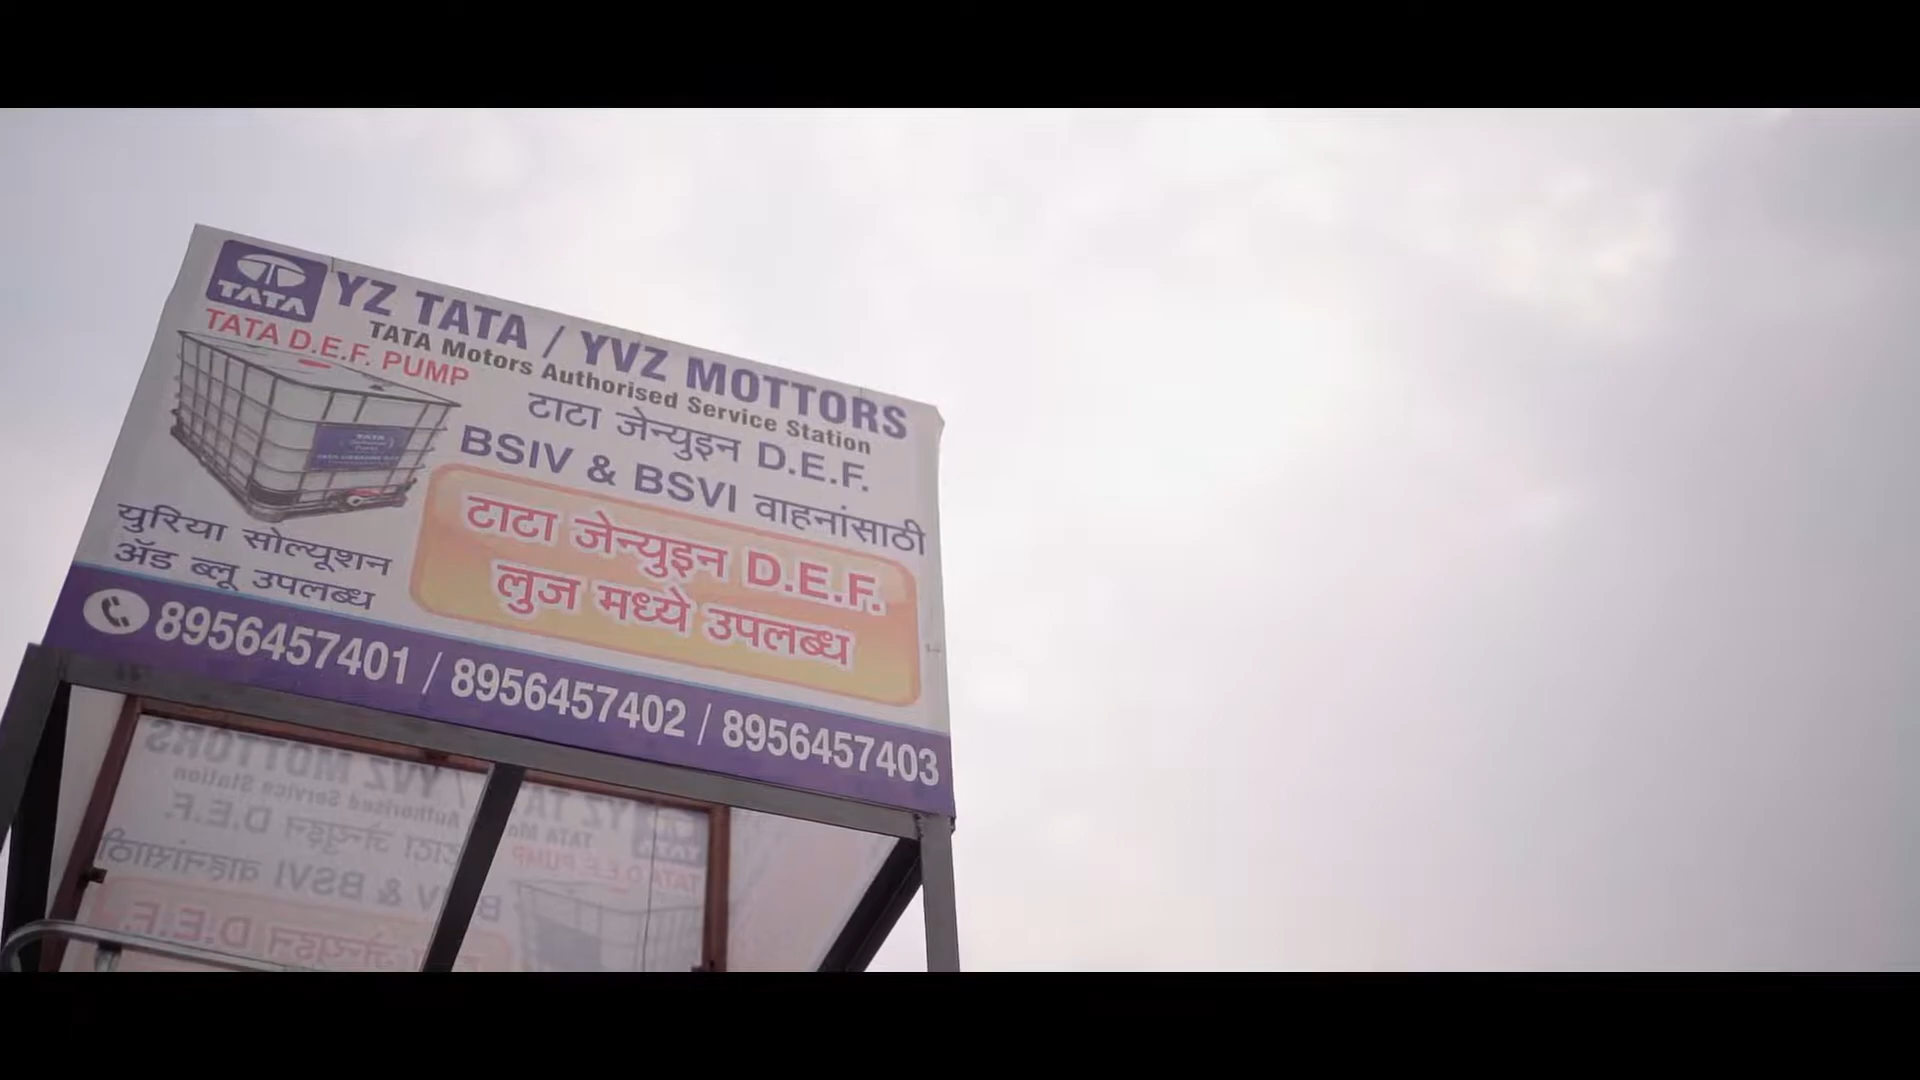 TATA
YZ TATA / YVZ MOTTORS
TATA Motors Authorised Service Station
TATA D.E.F. PUMP
टाटा जेन्युइन D.E.F.
BSIV & BSVI वाहनांसाठी
टाटा जेन्युइन D.E.F.
लुज मध्ये उपलब्ध
युरिया सोल्यूशन
ॲड ब्लू उपलब्ध
8956457401 / 8956457402 / 8956457403